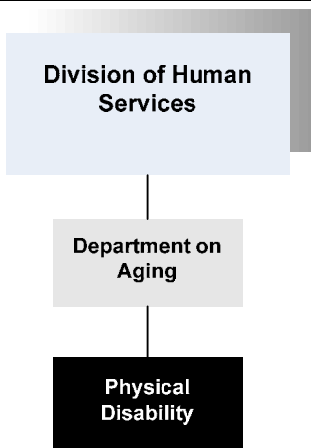 Division of Human
Services
Department on
Aging
Physical
Disability